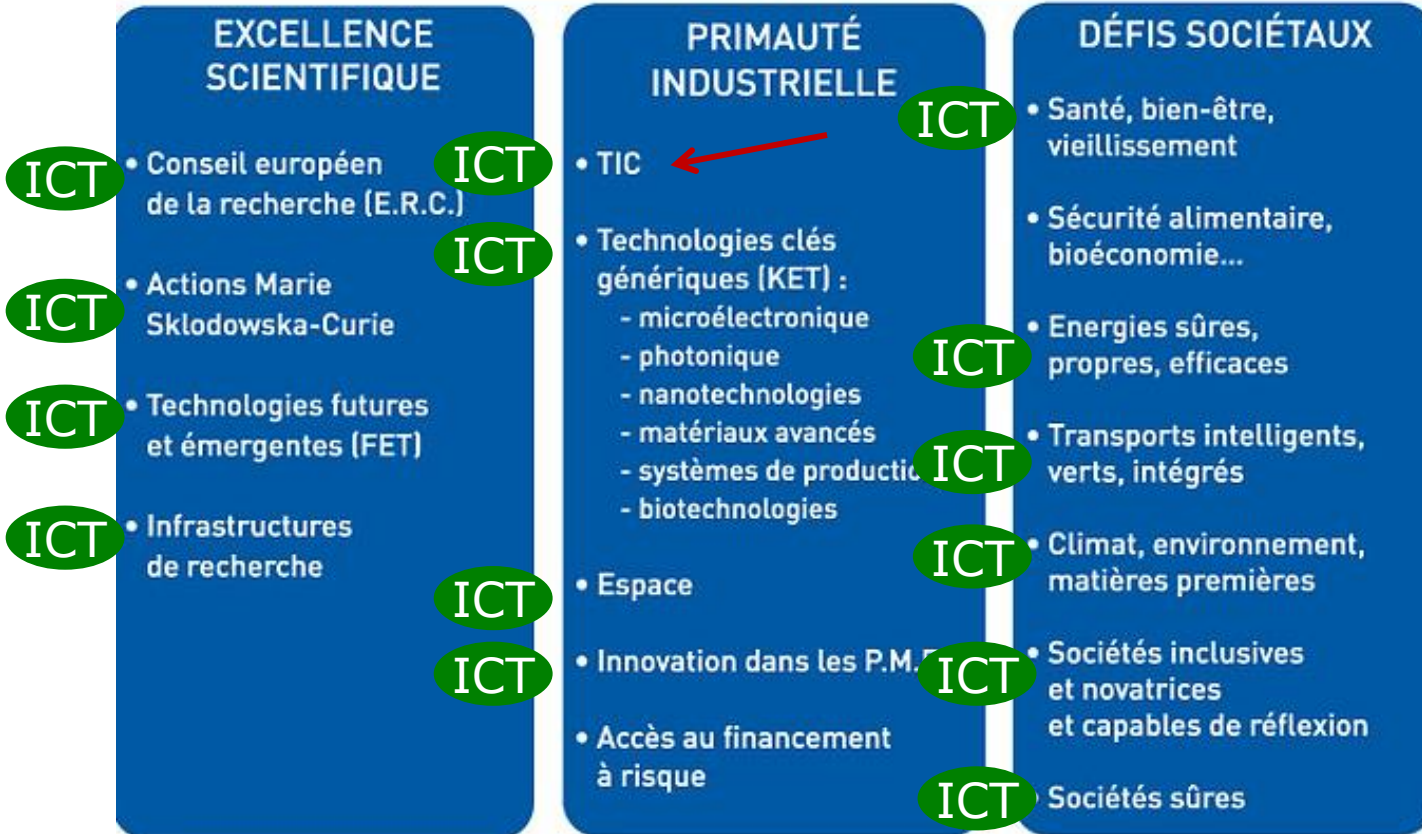 EXCELLENCE
SCIENTIFIQUE
ICT
• Conseil européen
de la recherche (E.R.C.)
ICT
• Actions Marie
Sklodowska-Curie
ICT
• Technologies futures
et émergentes (FET)
ICT
• Infrastructures
de recherche
PRIMAUTÉ
INDUSTRIELLE
ICT
• TIC
ICT
• Technologies clés
génériques (KET) :
- microélectronique
- photonique
- nanotechnologies
- matériaux avancés
- systèmes de productio
- biotechnologies
ICT
• Espace
ICT
• Innovation dans les P.M.
• Accès au financement
à risque
DÉFIS SOCIÉTAUX
ICT
• Santé, bien-être,
vieillissement
• Sécurité alimentaire,
bioéconomie...
ICT
• Energies sûres,
propres, efficaces
ICT
• Transports intelligents,
verts, intégrés
ICT
• Climat, environnement,
matières premières
ICT
• Sociétés inclusives
et novatrices
et capables de réflexion
ICT
• Sociétés sûres